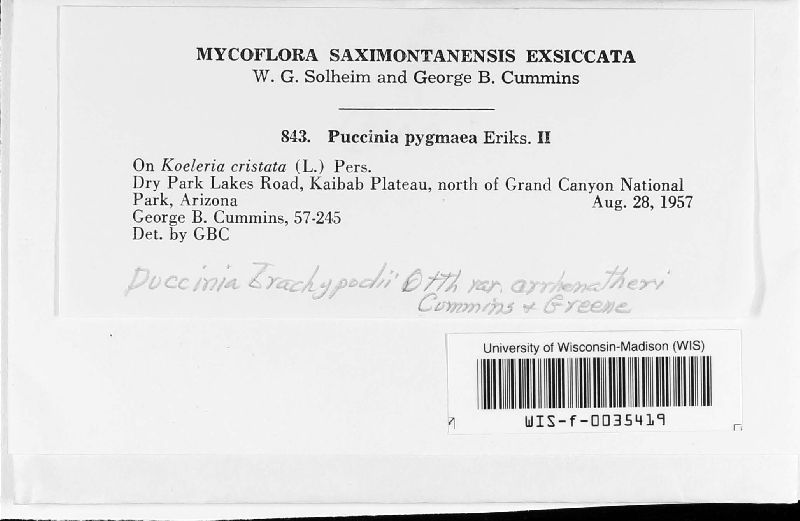 MYCOFLORA SAXIMONTANENSIS EXSICCATA
W. G. Solheim and George B. Cummins
843. Puccinia pygmaea Eriks. II
On Koeleria cristata (L.) Pers.
Dry Park Lakes Road, Kaibab Plateau, north of Grand Canyon National
Park, Arizona Aug. 28, 1957
George B. Cummins, 57-245
Det. by GBC
Puccinia brachypodii Otth var. arrhenatheri
Cummins + Greene
University of Wisconsin-Madison (WIS)
WIS-f-0035419